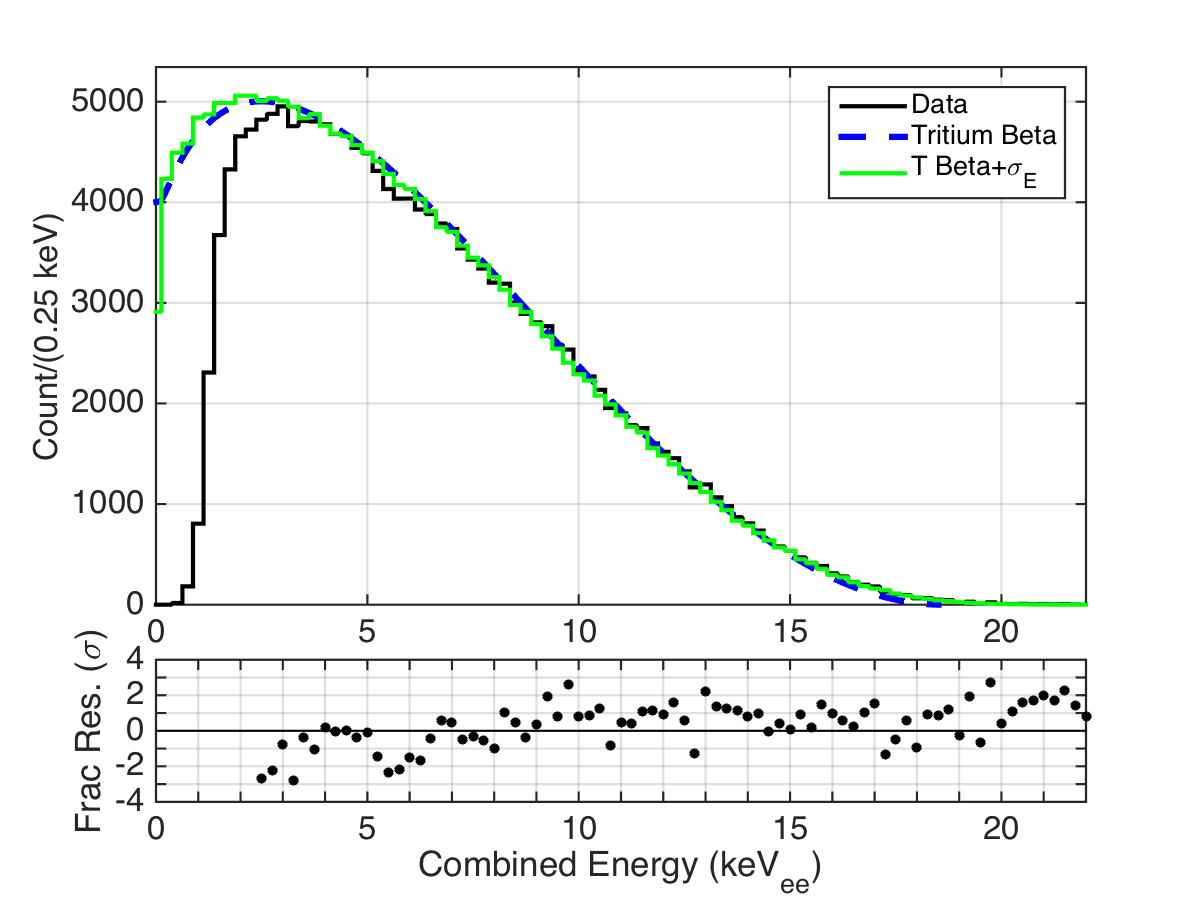 5000
4000
3000
2000
1000
0
Count/(0.25 keV)
Data
Tritium Beta
T Beta+σE
0 5 10 15 20
4
2
0
-2
-4
Frac Res. (σ)
0 5 10 15 20
Combined Energy (keVee)